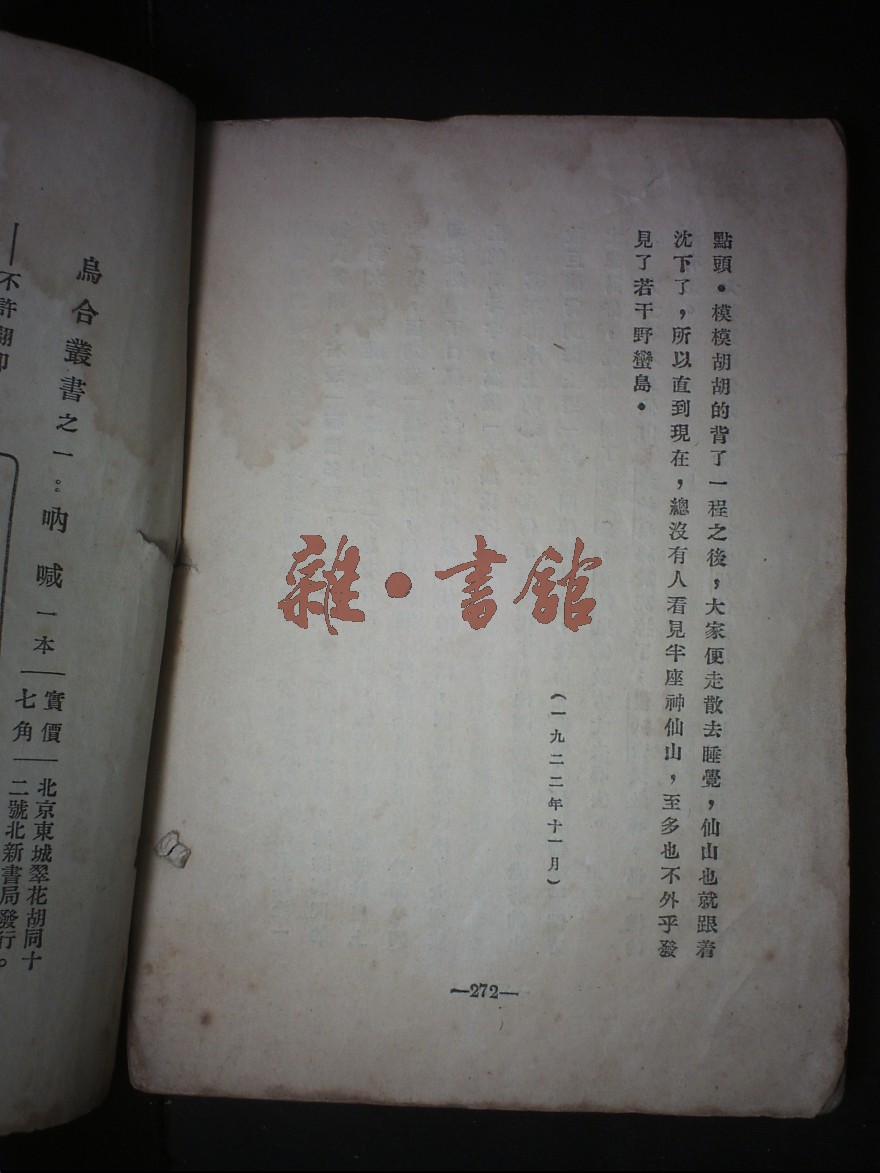 點頭。模模胡胡的背了一程之後，大家便走散去睡覺，仙山也就跟着
沈下了，所以直到現在，總沒有人看見半座神仙山，至多也不外乎發
見了若干野蠻島。
（一九二二年十一月）
—272—
雜·書舘
烏合叢書之一：吶喊一本—實價七角—北京東城翠花胡同十二號北新書局發行。
——不許翻印